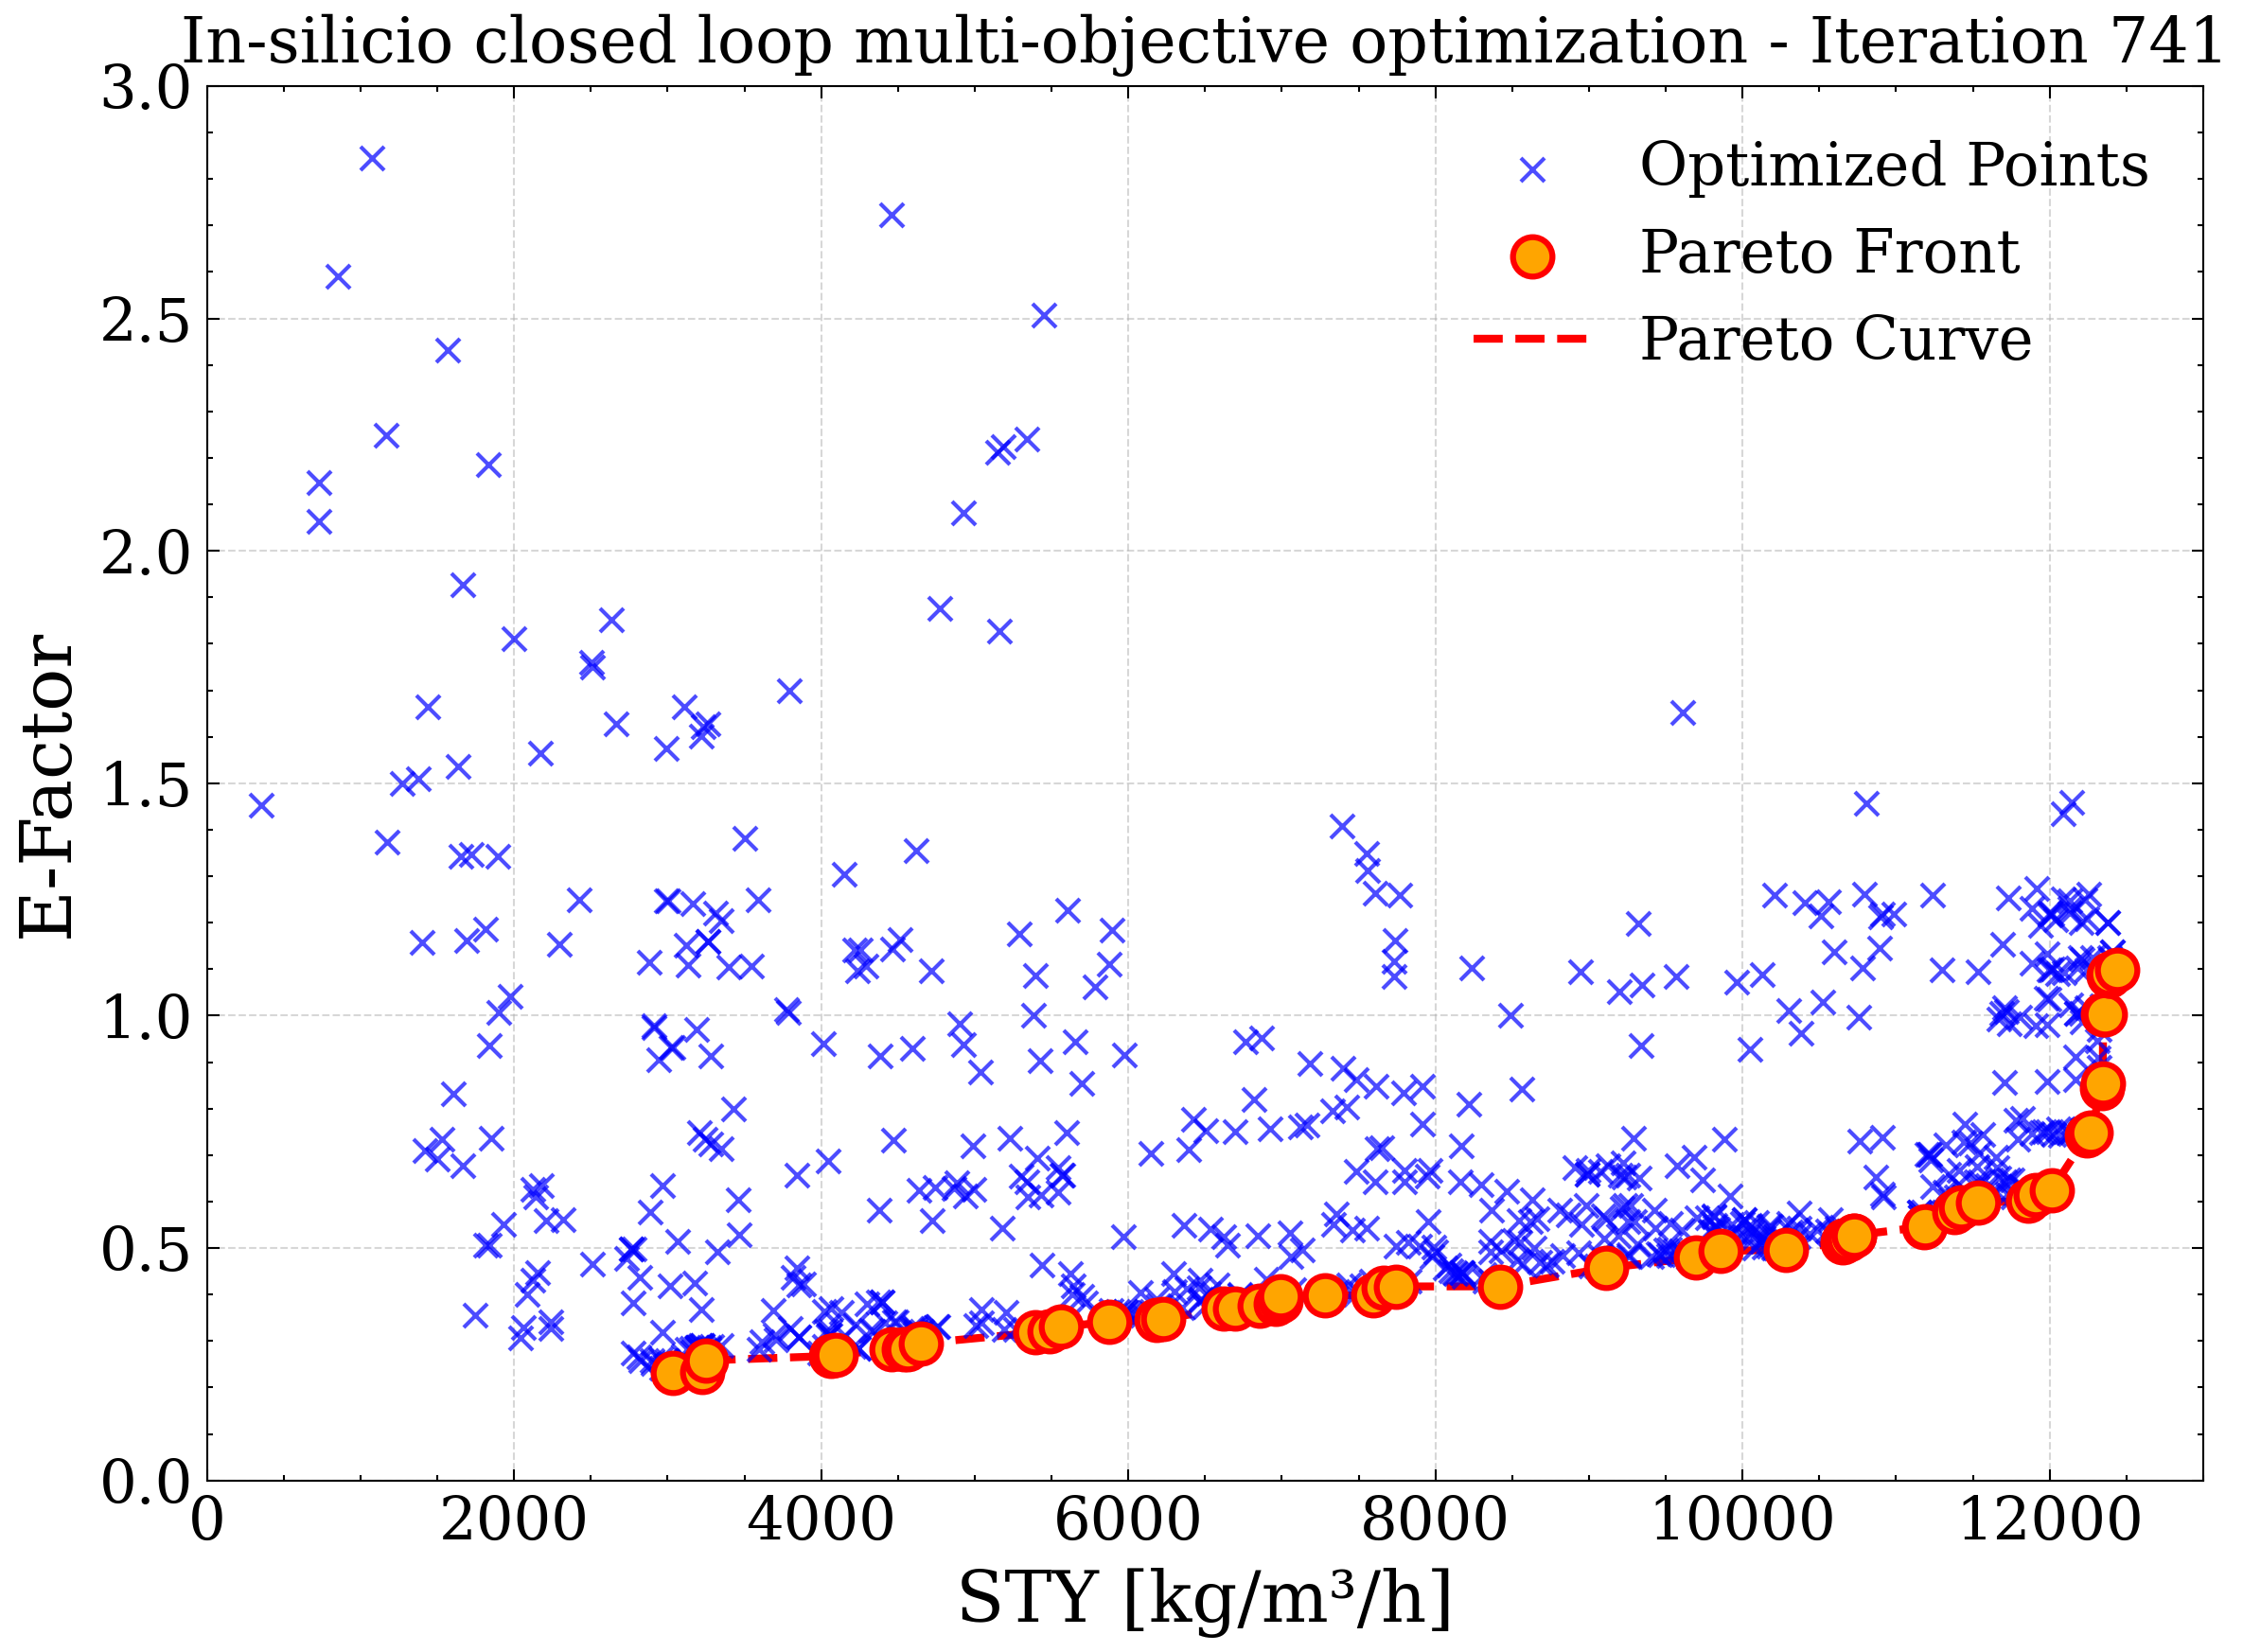 In-silicio closed loop multi-objective optimization - Iteration 741
3.0
2.5
2.0
1.5
1.0
0.5
0.0
E-Factor
Optimized Points
Pareto Front
Pareto Curve
0 2000 4000 6000 8000 10000 12000
STY [kg/m³/h]